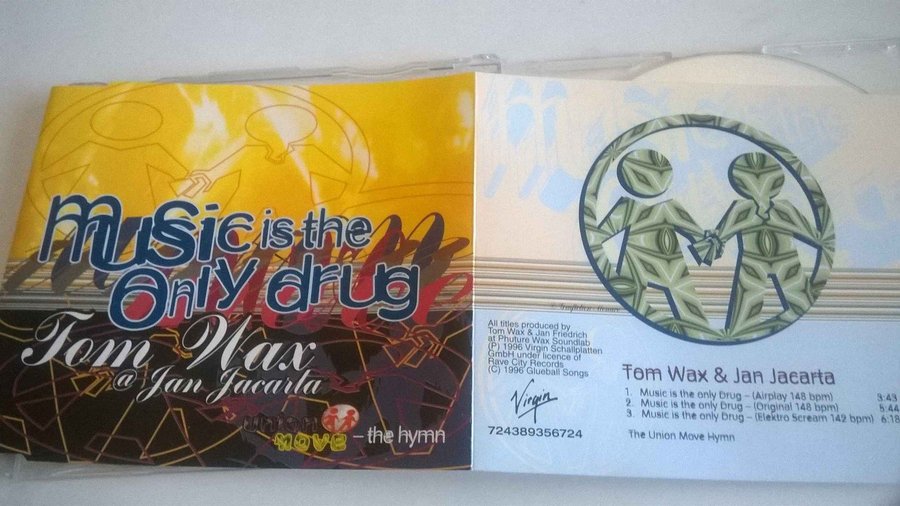 music is the
only drug
Tom Wax
@ Jan Jacarta
union
move
– the hymn
All titles produced by
Tom Wax & Jan Friedrich
at Phuture Wax Soundlab
(P) 1996 Virgin Schallplatten
GmbH under licence of
Rave City Records
(C) 1996 Glueball Songs
Virgin
724389356724
Tom Wax & Jan Jacarta
1. Music is the only Drug – (Airplay 148 bpm) 3:43
2. Music is the only Drug – (Original 148 bpm) 5:44
3. Music is the only Drug – (Elektro Scream 142 bpm) 6:18
The Union Move Hymn